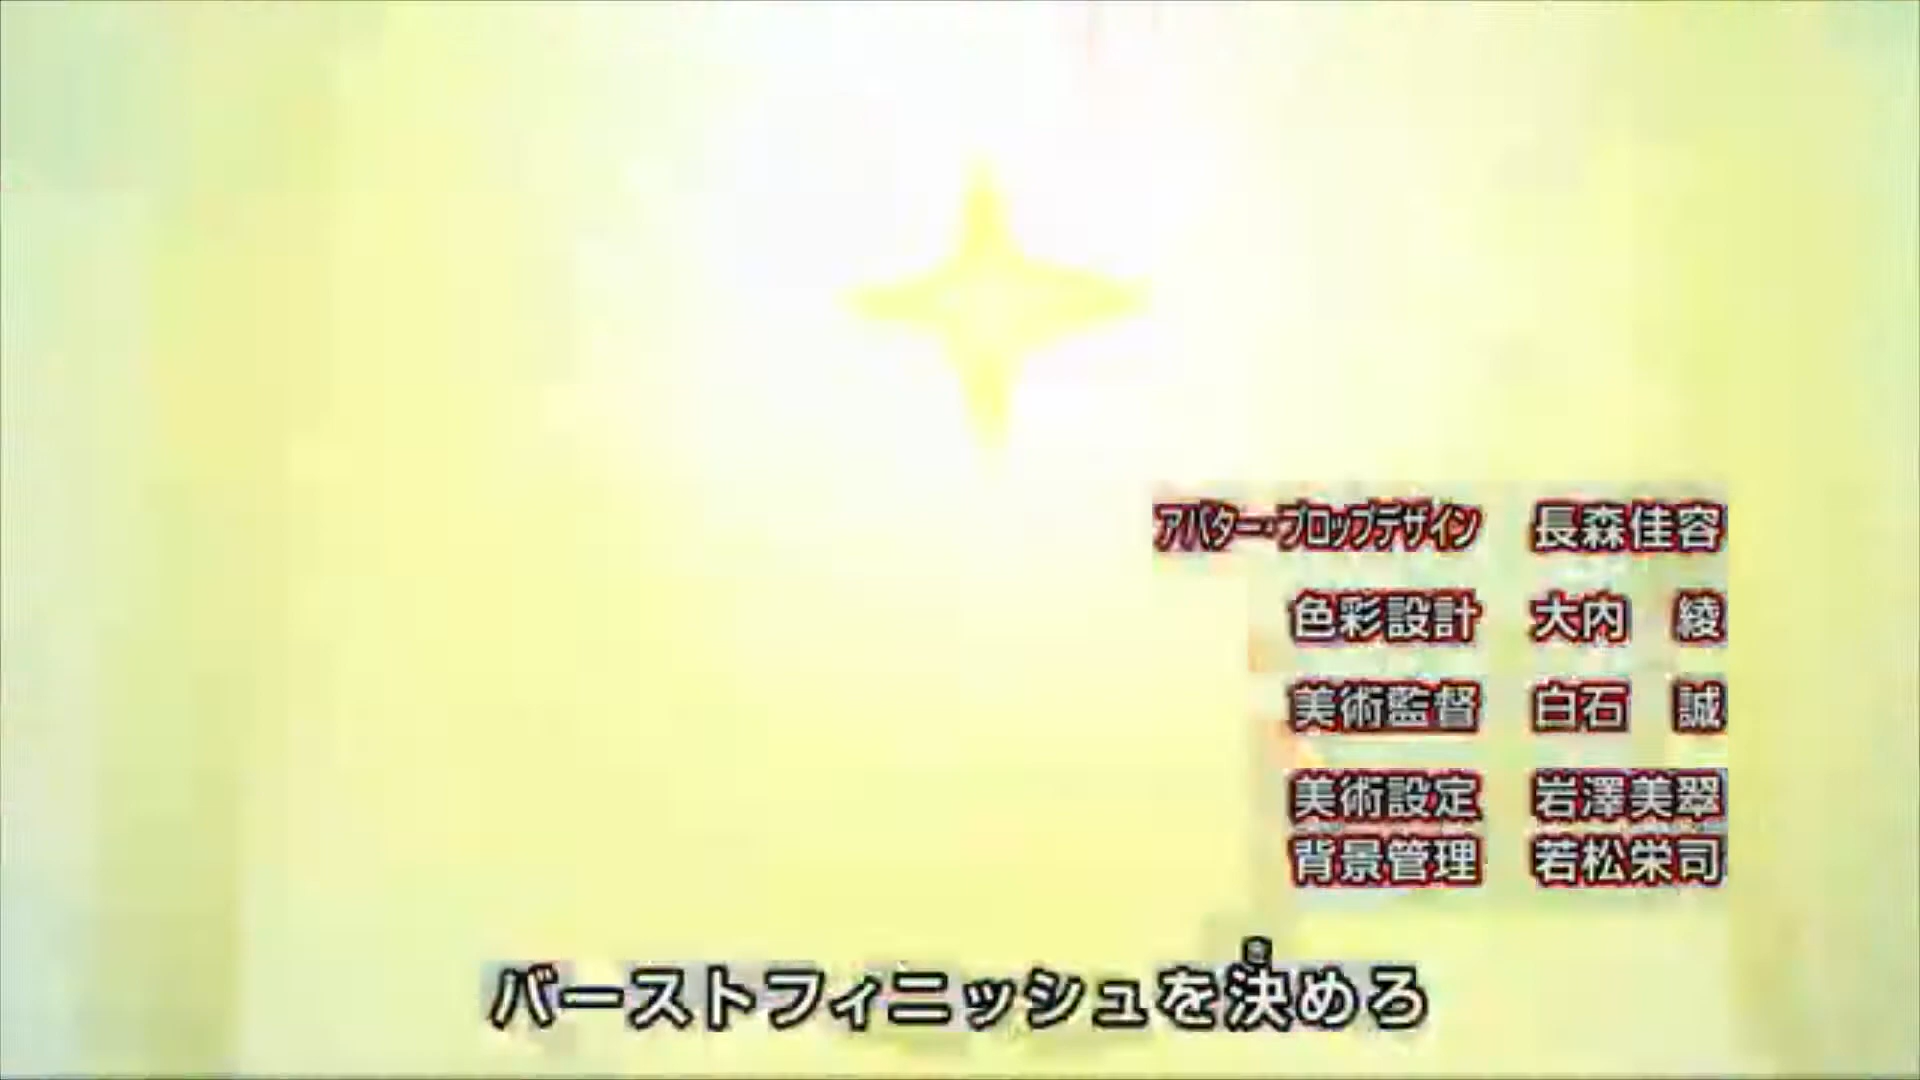 アバター・プロップデザイン 長森佳容
色彩設計 大内 綾
美術監督 白石 誠
美術設定 岩澤美翠
背景管理 若松栄司
き
バーストフィニッシュを決めろ